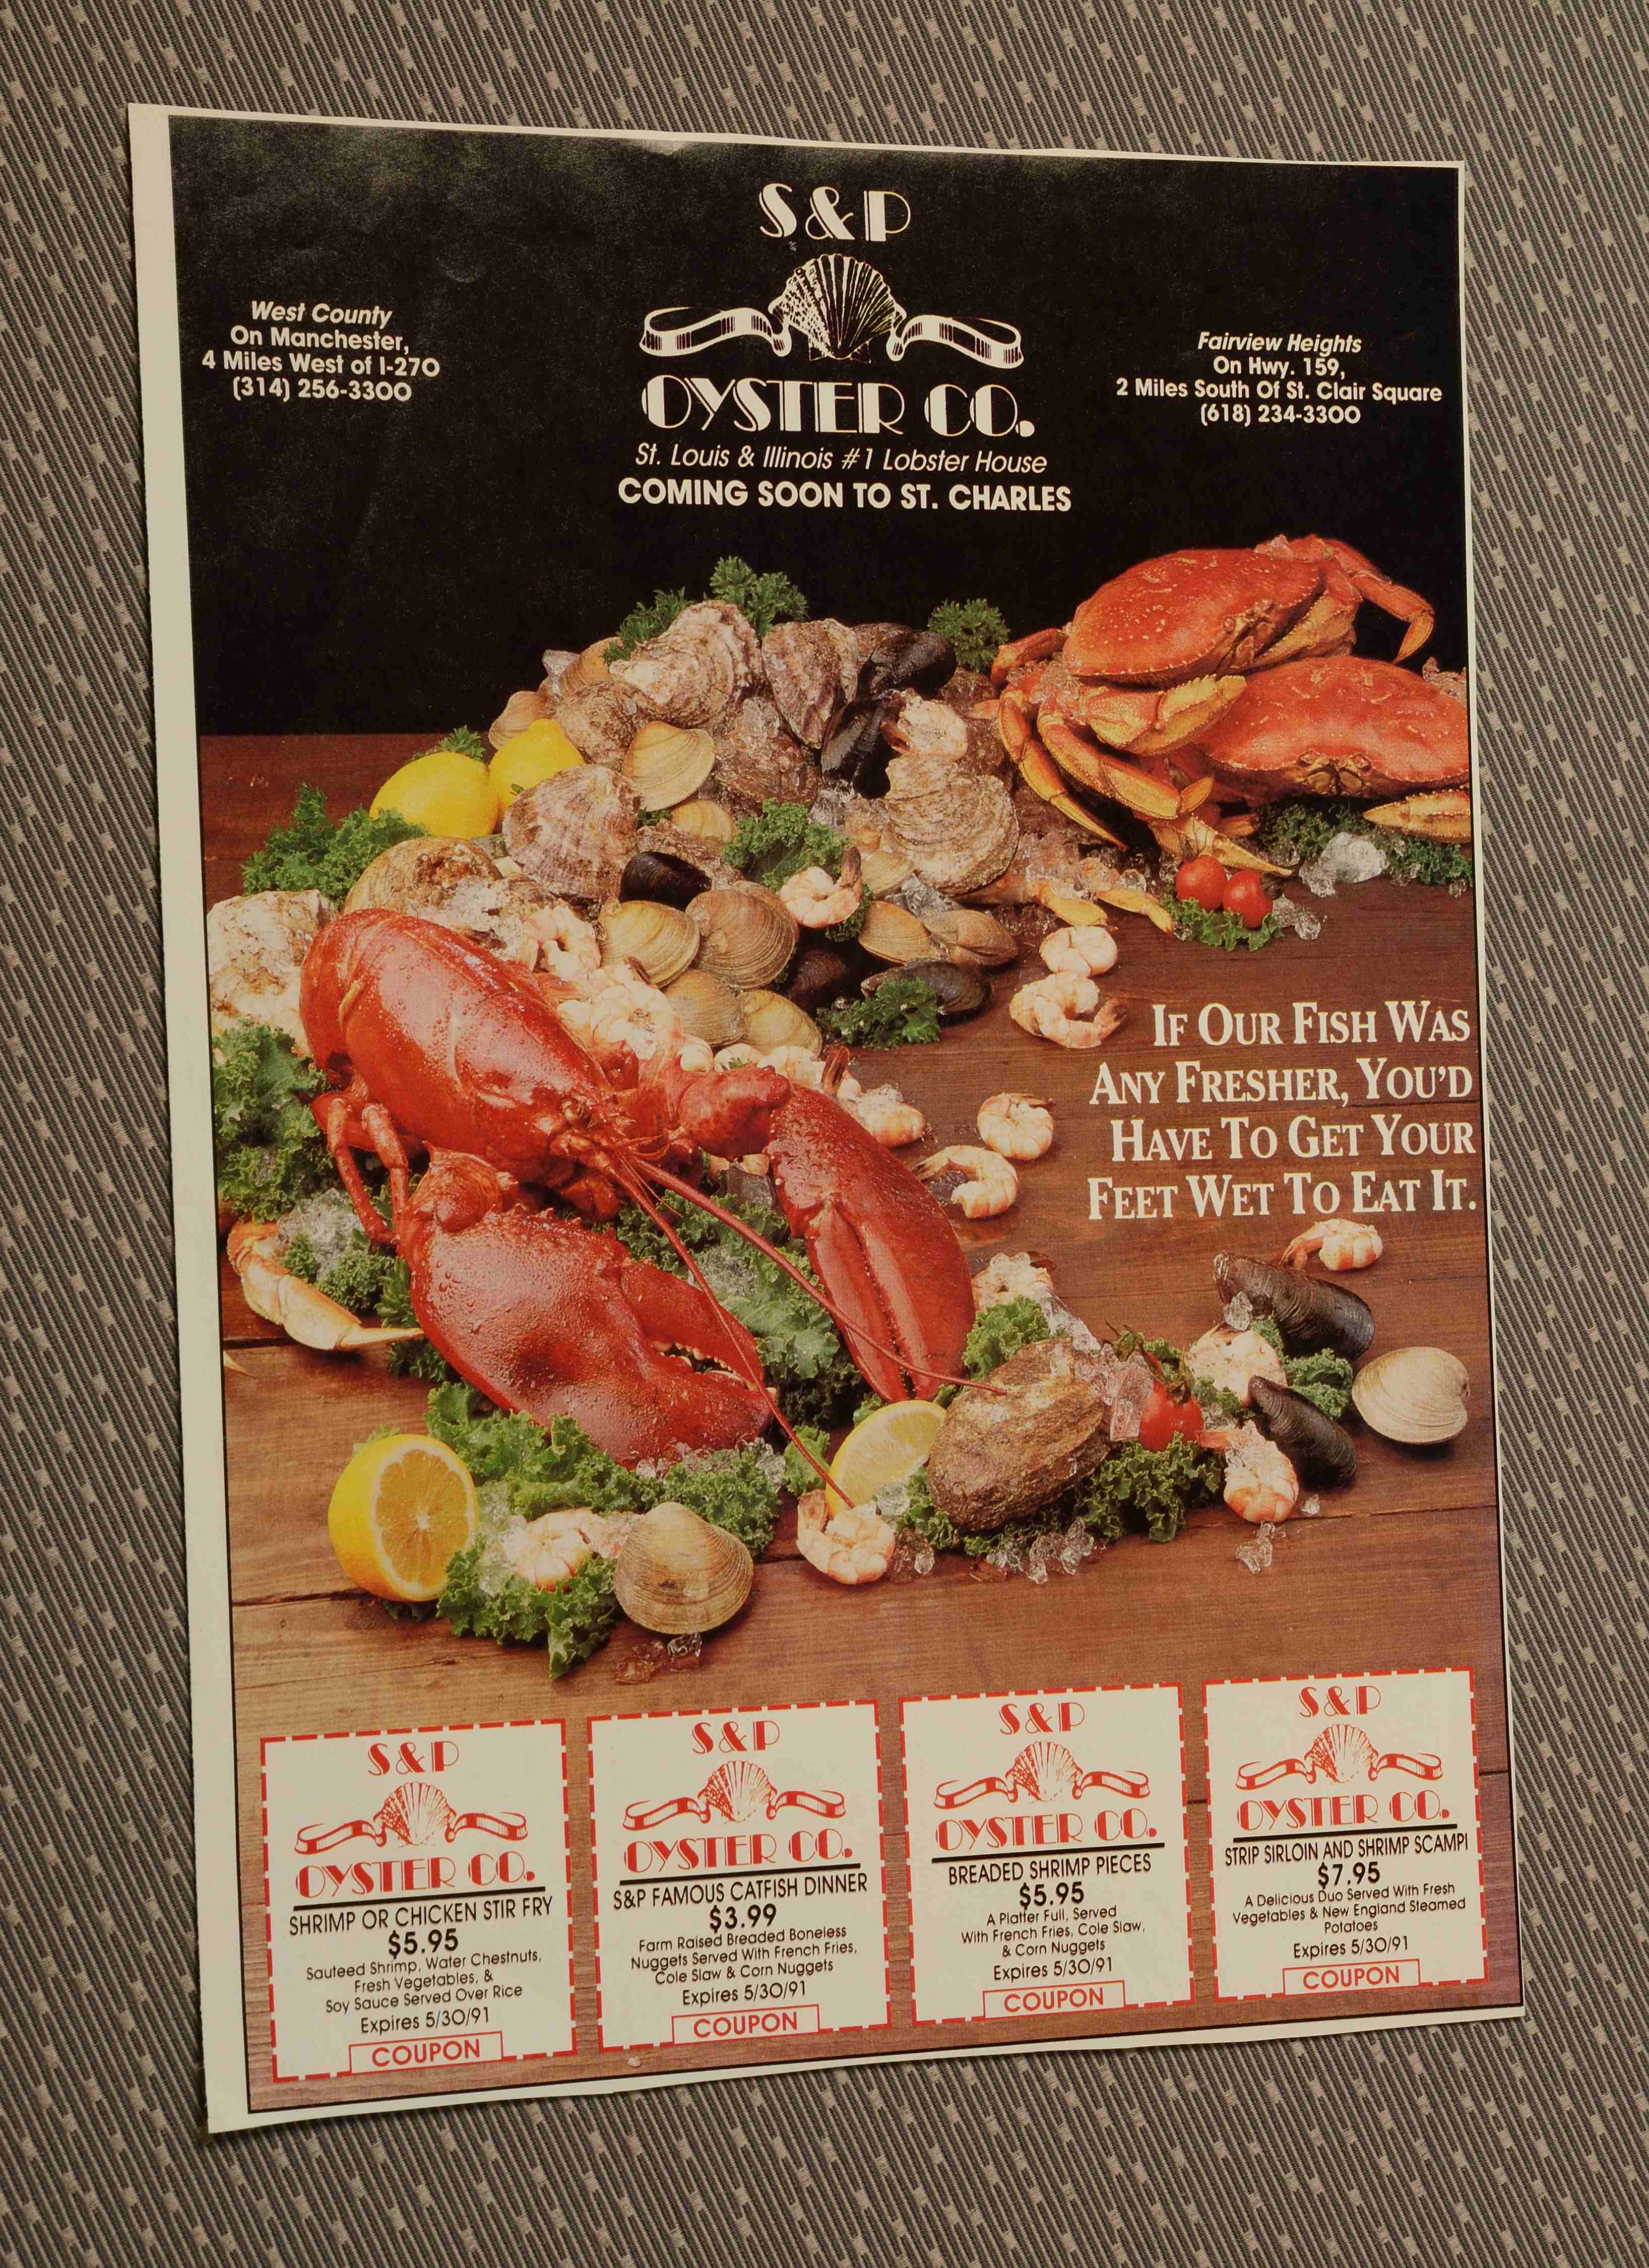 S&P
OYSTER CO.
St. Louis & Illinois #1 Lobster House
COMING SOON TO ST. CHARLES
West County
On Manchester,
4 Miles West of I-270
(314) 256-3300
Fairview Heights
On Hwy. 159,
2 Miles South Of St. Clair Square
(618) 234-3300
IF OUR FISH WAS
ANY FRESHER, YOU'D
HAVE TO GET YOUR
FEET WET TO EAT IT.
S&P
OYSTER CO.
SHRIMP OR CHICKEN STIR FRY
$5.95
Sauteed Shrimp, Water Chestnuts,
Fresh Vegetables, &
Soy Sauce Served Over Rice
Expires 5/30/91
COUPON
S&P
OYSTER CO.
S&P FAMOUS CATFISH DINNER
$3.99
Farm Raised Breaded Boneless
Nuggets Served With French Fries,
Cole Slaw & Corn Nuggets
Expires 5/30/91
COUPON
S&P
OYSTER CO.
BREADED SHRIMP PIECES
$5.95
A Platter Full, Served
With French Fries, Cole Slaw,
& Corn Nuggets
Expires 5/30/91
COUPON
S&P
OYSTER CO.
STRIP SIRLOIN AND SHRIMP SCAMPI
$7.95
A Delicious Duo Served With Fresh
Vegetables & New England Steamed
Potatoes
Expires 5/30/91
COUPON